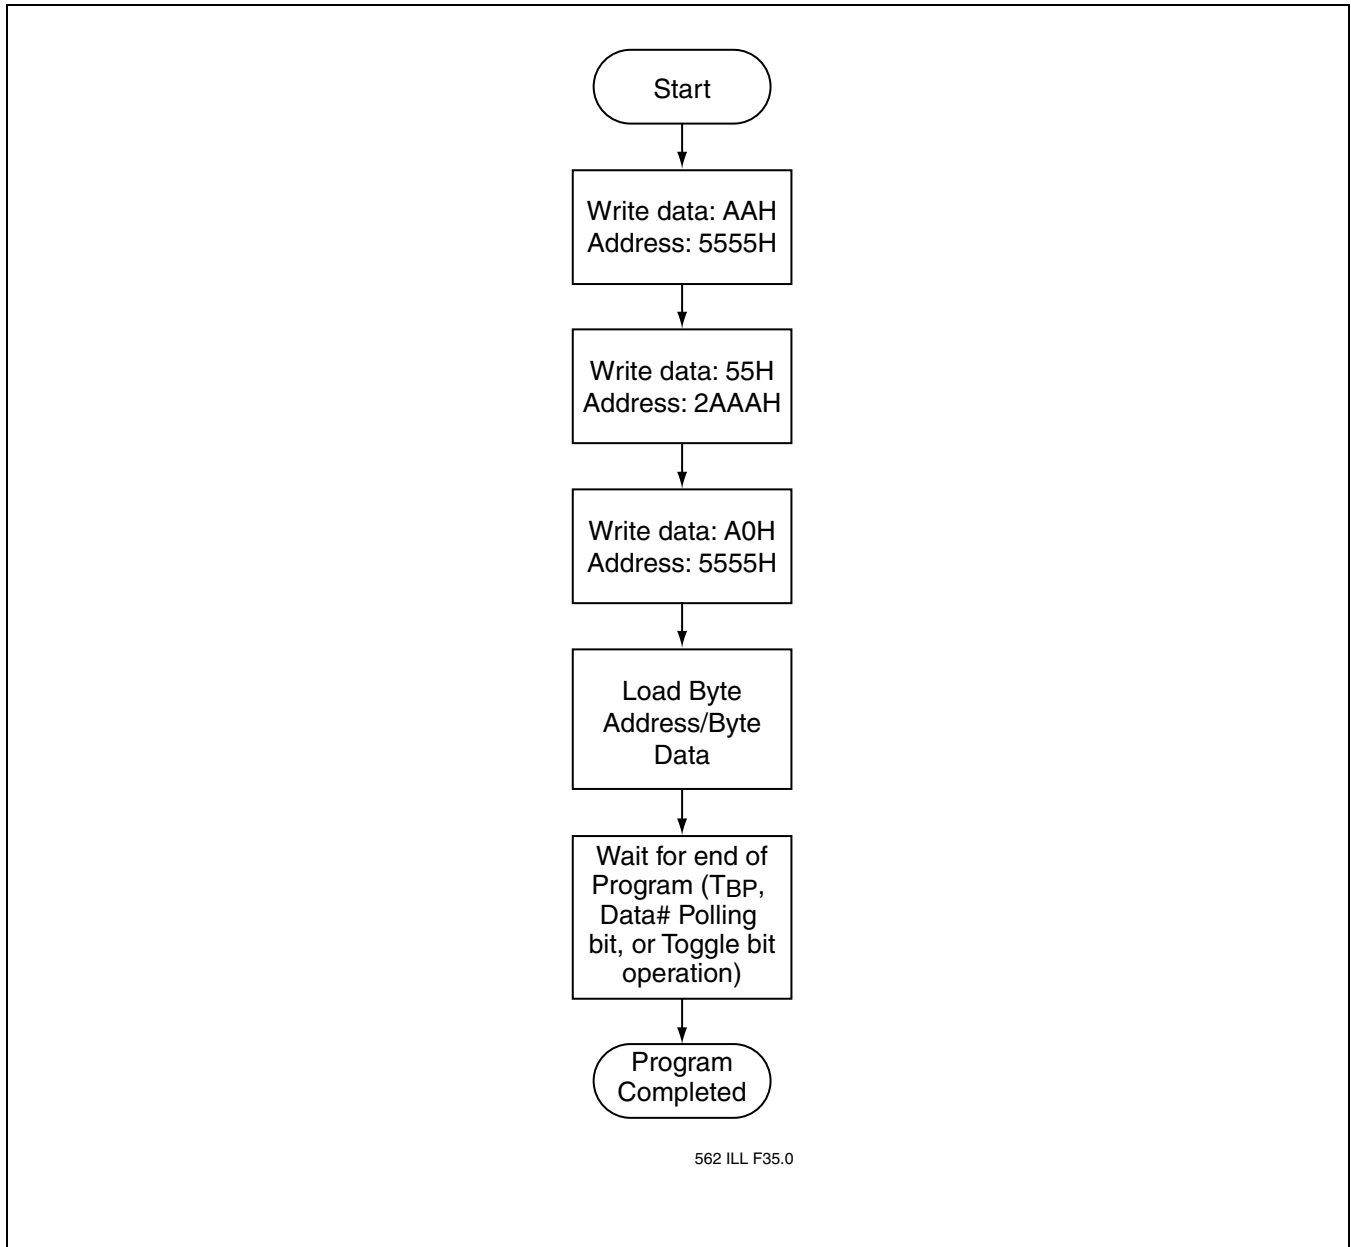 Start
Write data: AAH
Address: 5555H
Write data: 55H
Address: 2AAAH
Write data: A0H
Address: 5555H
Load Byte
Address/Byte
Data
Wait for end of
Program (TBP,
Data# Polling
bit, or Toggle bit
operation)
Program
Completed
562 ILL F35.0